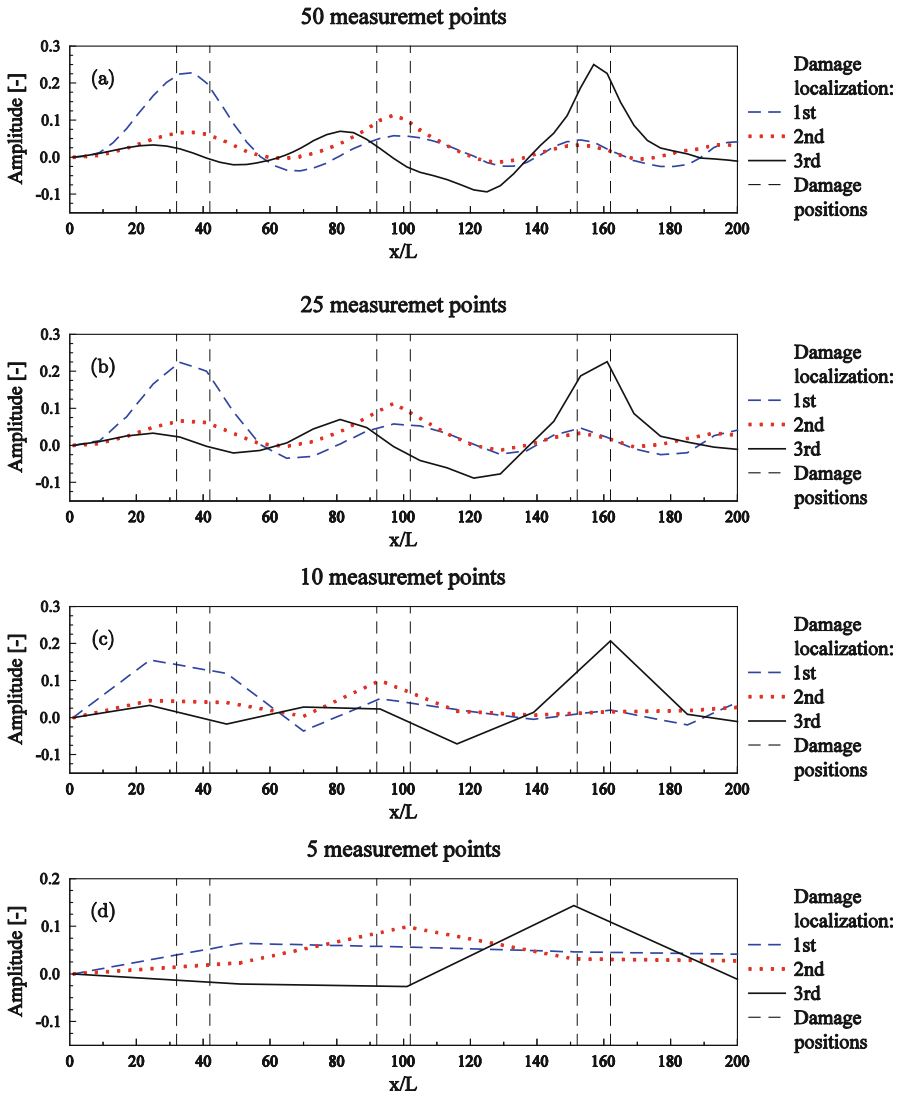 50 measuremet points
0.3
0.2
0.1
0.0
-0.1
Amplitude [-]
(a)
0 20 40 60 80 100 120 140 160 180 200
x/L
Damage
localization:
1st
2nd
3rd
Damage
positions
25 measuremet points
0.3
0.2
0.1
0.0
-0.1
Amplitude [-]
(b)
0 20 40 60 80 100 120 140 160 180 200
x/L
Damage
localization:
1st
2nd
3rd
Damage
positions
10 measuremet points
0.3
0.2
0.1
0.0
-0.1
Amplitude [-]
(c)
0 20 40 60 80 100 120 140 160 180 200
x/L
Damage
localization:
1st
2nd
3rd
Damage
positions
5 measuremet points
0.2
0.1
0.0
-0.1
Amplitude [-]
(d)
0 20 40 60 80 100 120 140 160 180 200
x/L
Damage
localization:
1st
2nd
3rd
Damage
positions